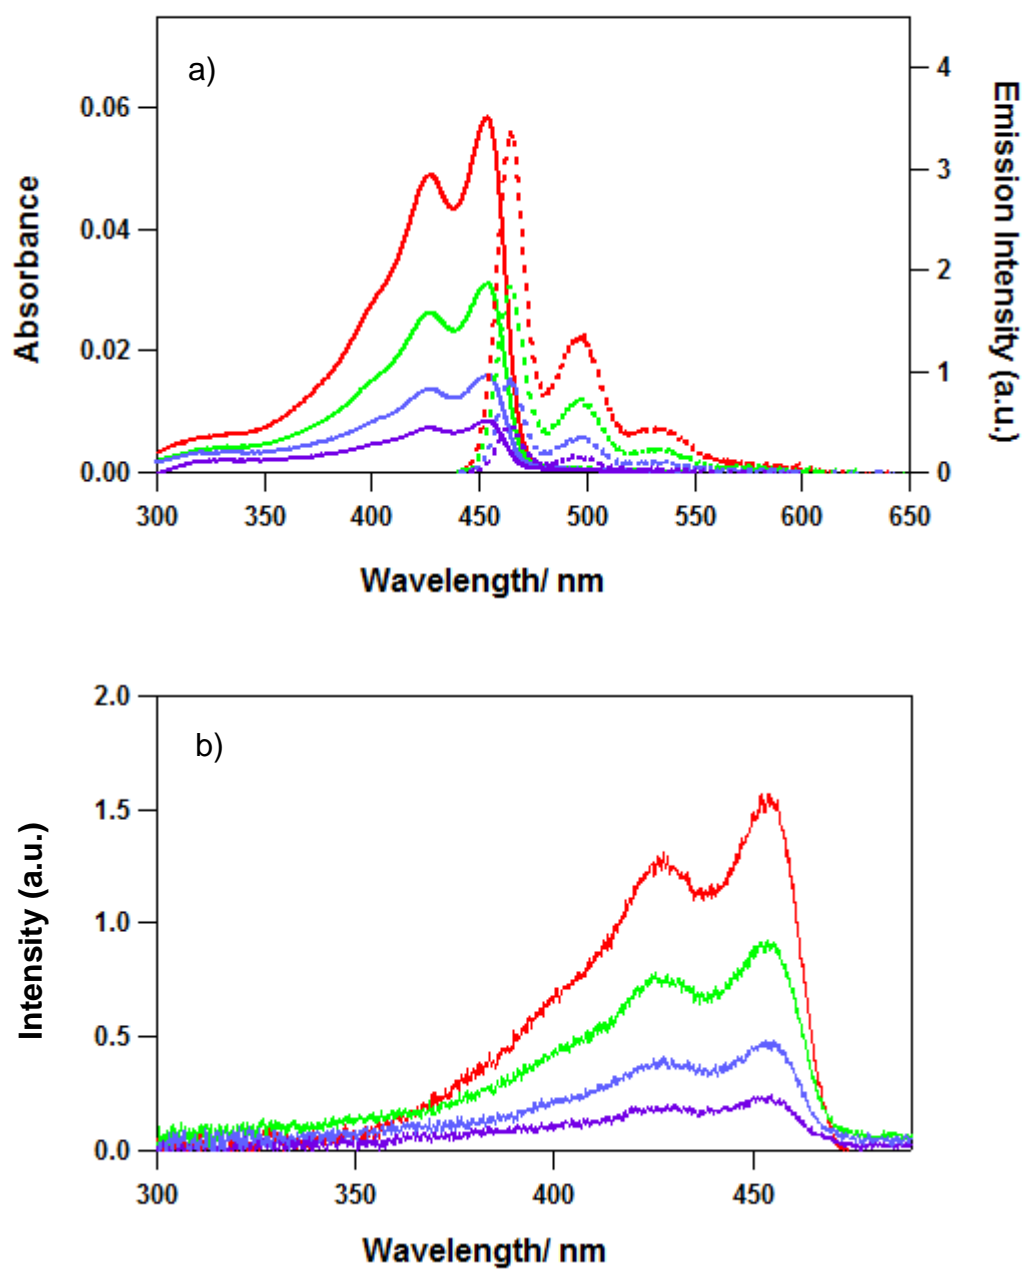 a)
0.06
0.04
0.02
0.00
Absorbance
4
3
2
1
0
Emission Intensity (a.u.)
300 350 400 450 500 550 600 650
Wavelength/ nm
b)
2.0
1.5
1.0
0.5
0.0
Intensity (a.u.)
300 350 400 450
Wavelength/ nm